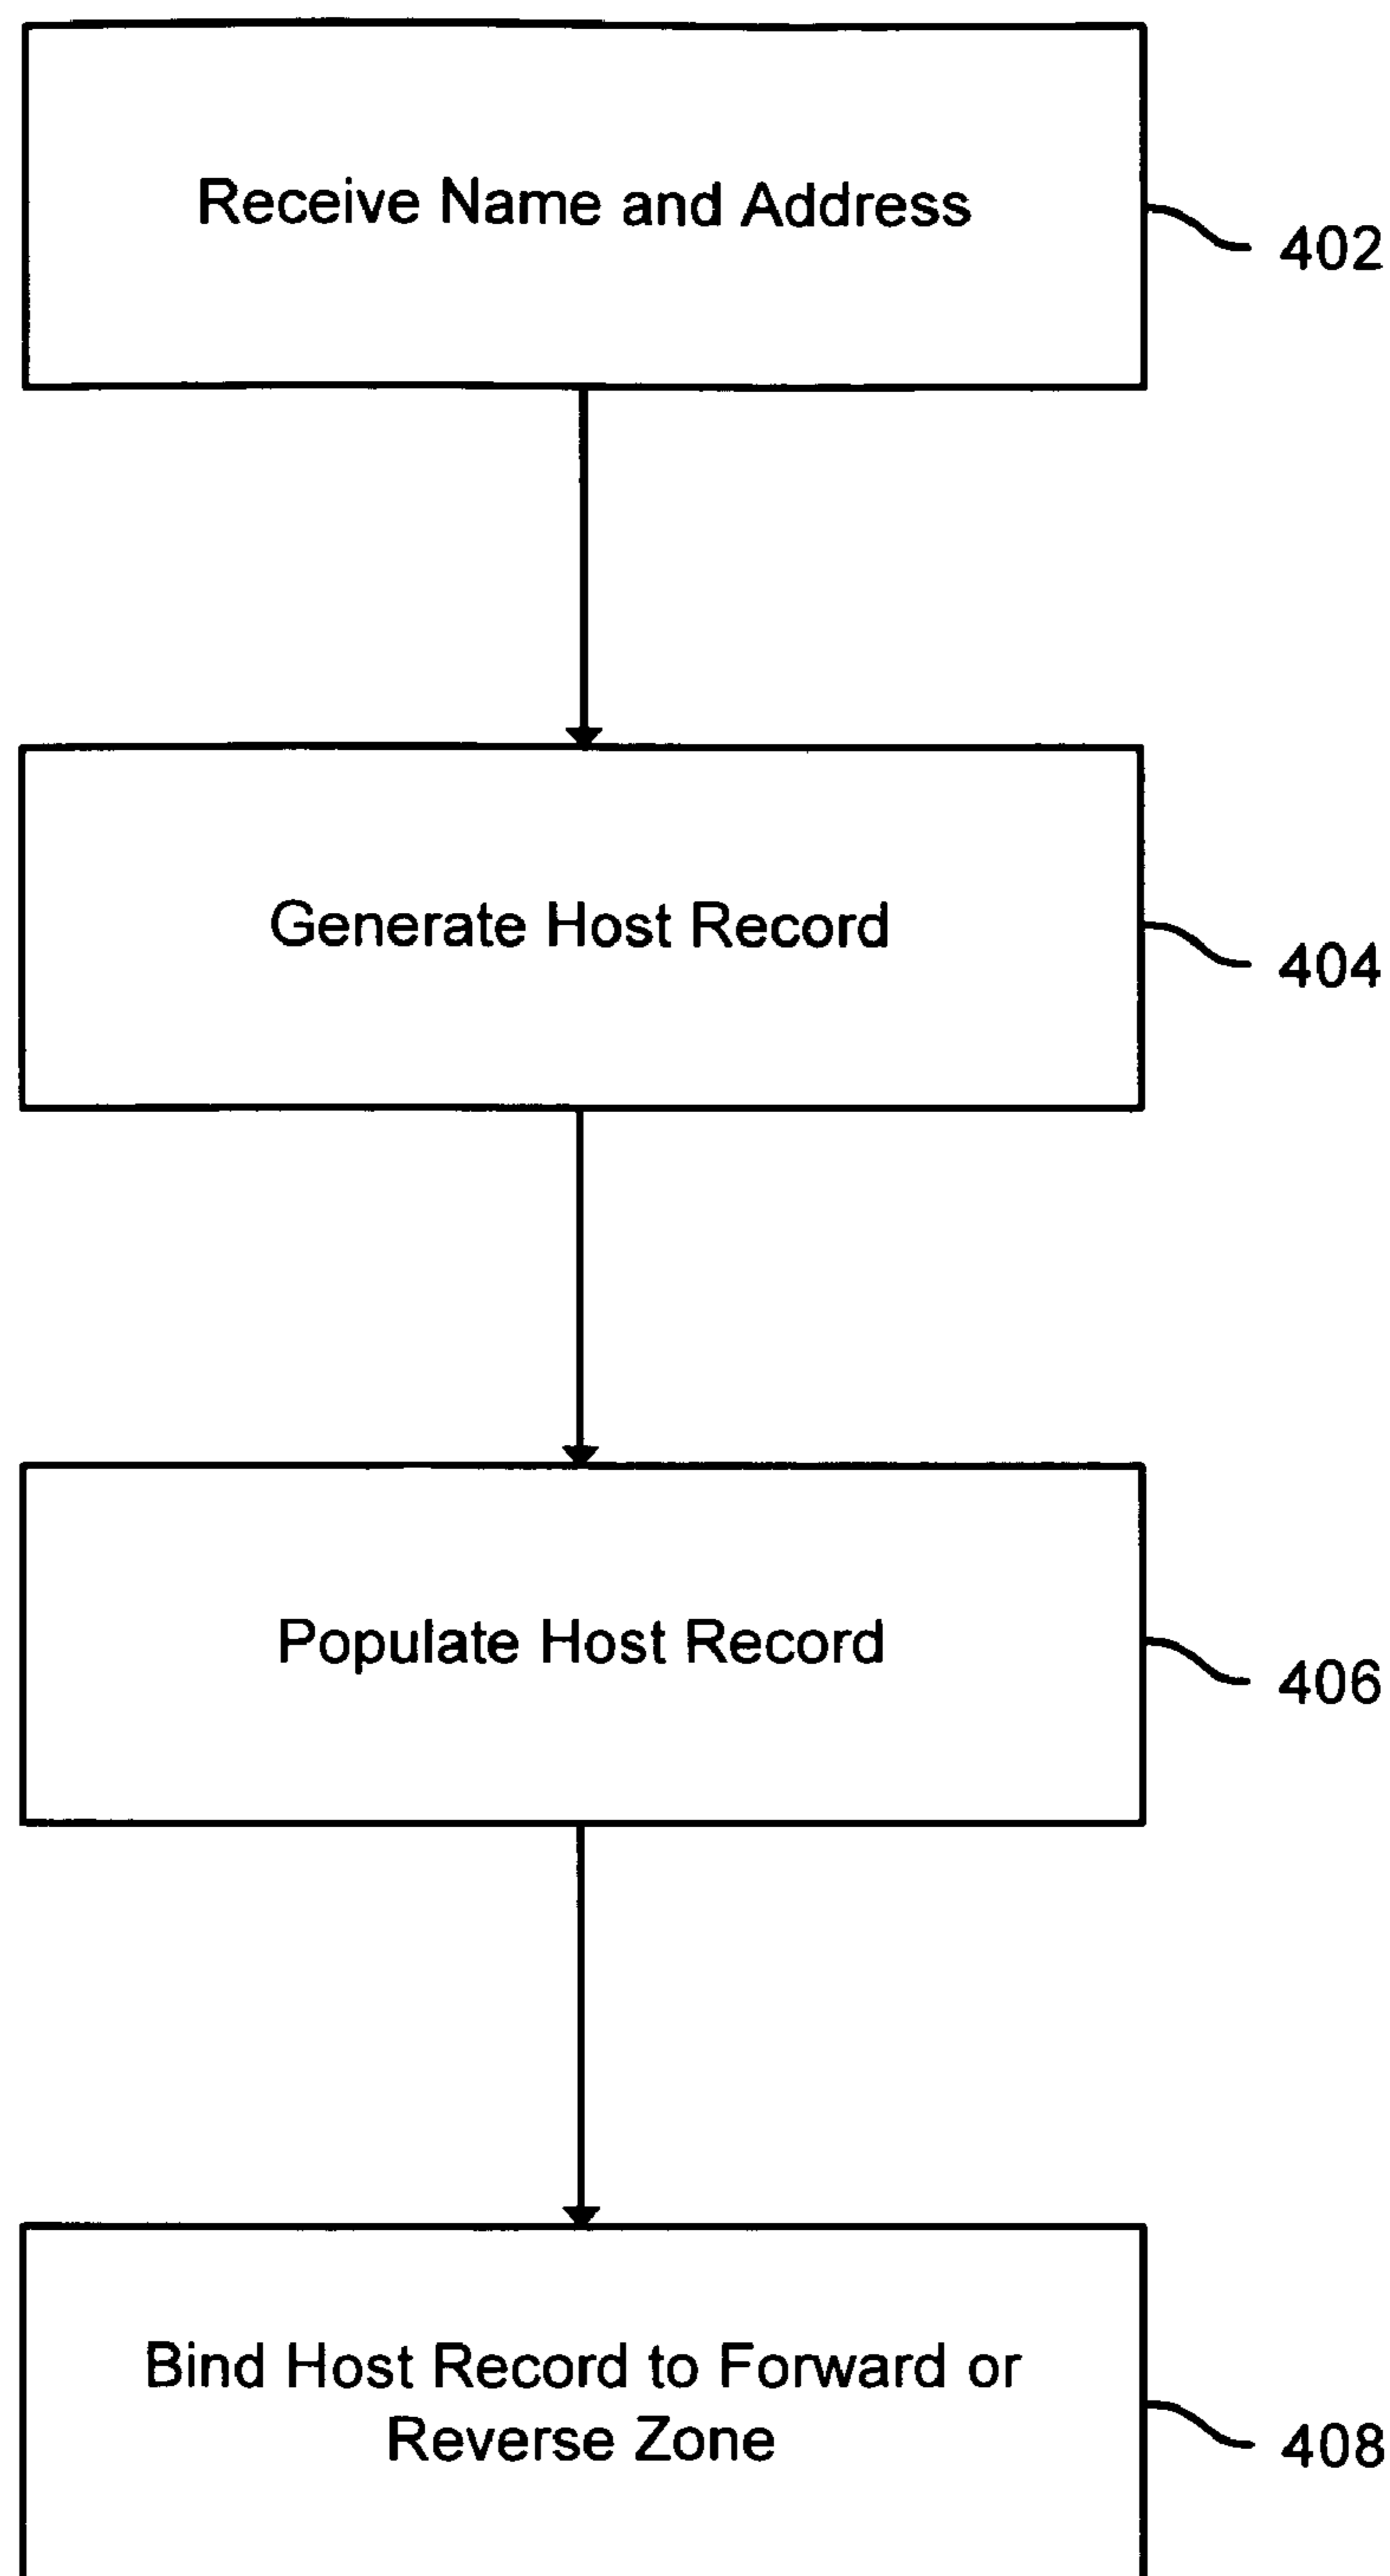 Receive Name and Address
402
Generate Host Record
404
Populate Host Record
406
Bind Host Record to Forward or
Reverse Zone
408